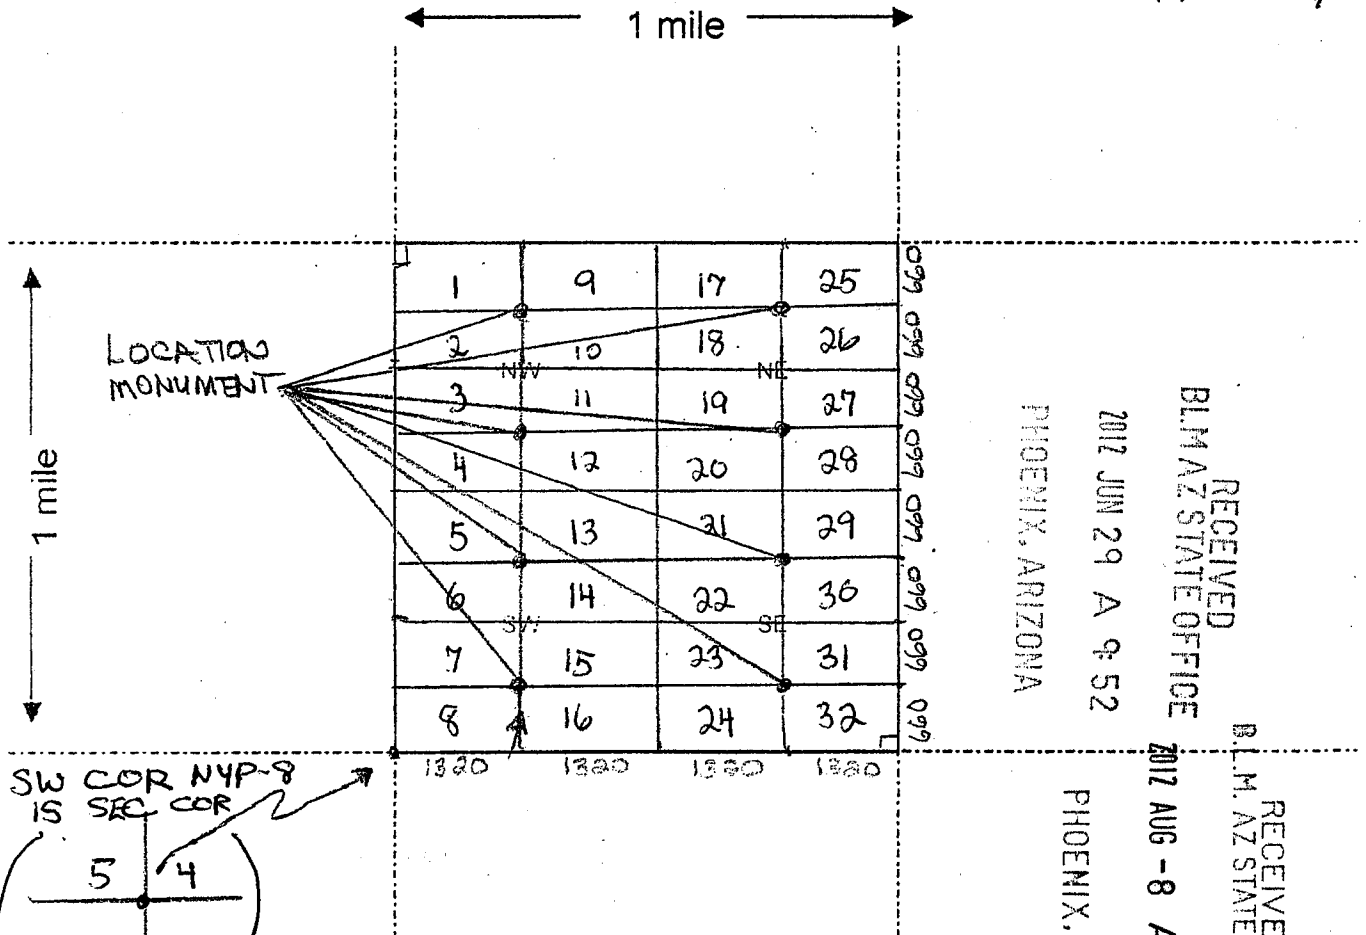 1 mile
1 9 17 25
660
2 10 18 26
660
LOCATION
MONUMENT
NW NE
3 11 19 27
660
4 12 20 28
660
1 mile
5 13 21 29
660
6 14 22 30
660
SW SE
7 15 23 31
660
8 16 24 32
660
1320 1320 1320 1320
SW COR NYP-8
IS SEC COR
5 4
RECEIVED
BLM AZ STATE OFFICE
2012 JUN 29 A 9:52
PHOENIX, ARIZONA
RECEIVE
B.L.M. AZ STATE
2012 AUG -8 A
PHOENIX,